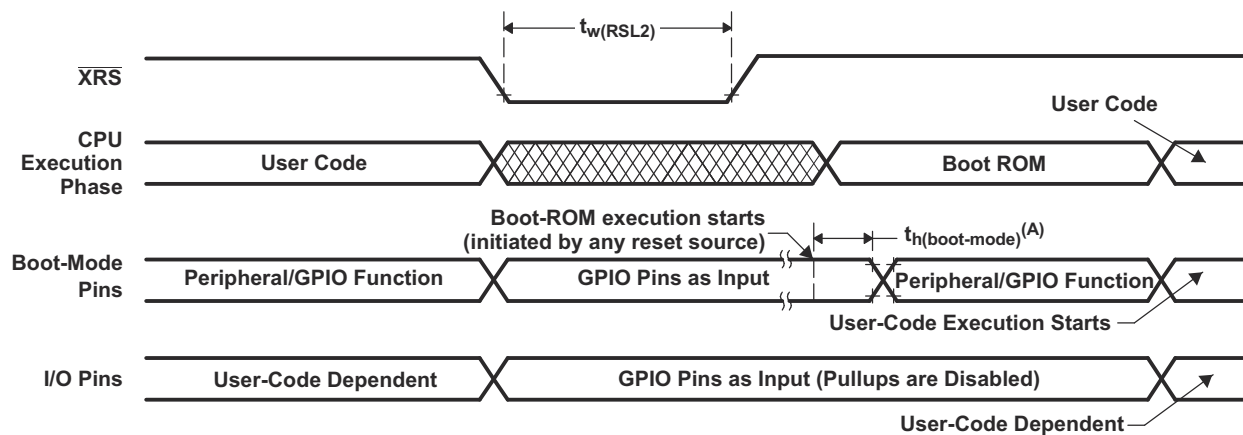 tw(RSL2)
XRS
User Code
CPU
Execution
Phase
User Code
Boot ROM
Boot-ROM execution starts
(initiated by any reset source)
th(boot-mode)(A)
Boot-Mode
Pins
Peripheral/GPIO Function
GPIO Pins as Input
Peripheral/GPIO Function
User-Code Execution Starts
I/O Pins
User-Code Dependent
GPIO Pins as Input (Pullups are Disabled)
User-Code Dependent